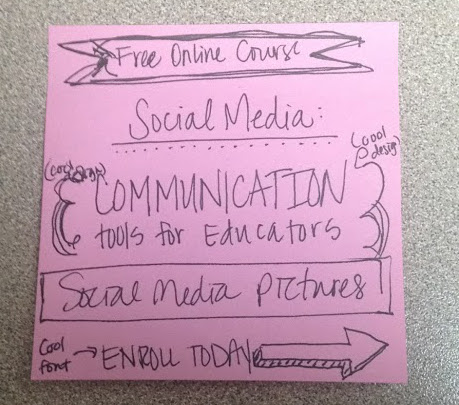 Free Online Course
Social Media:
(cool design)
(cool design)
COMMUNICATION
tools for Educators
Social Media Pictures
Cool font → ENROLL TODAY